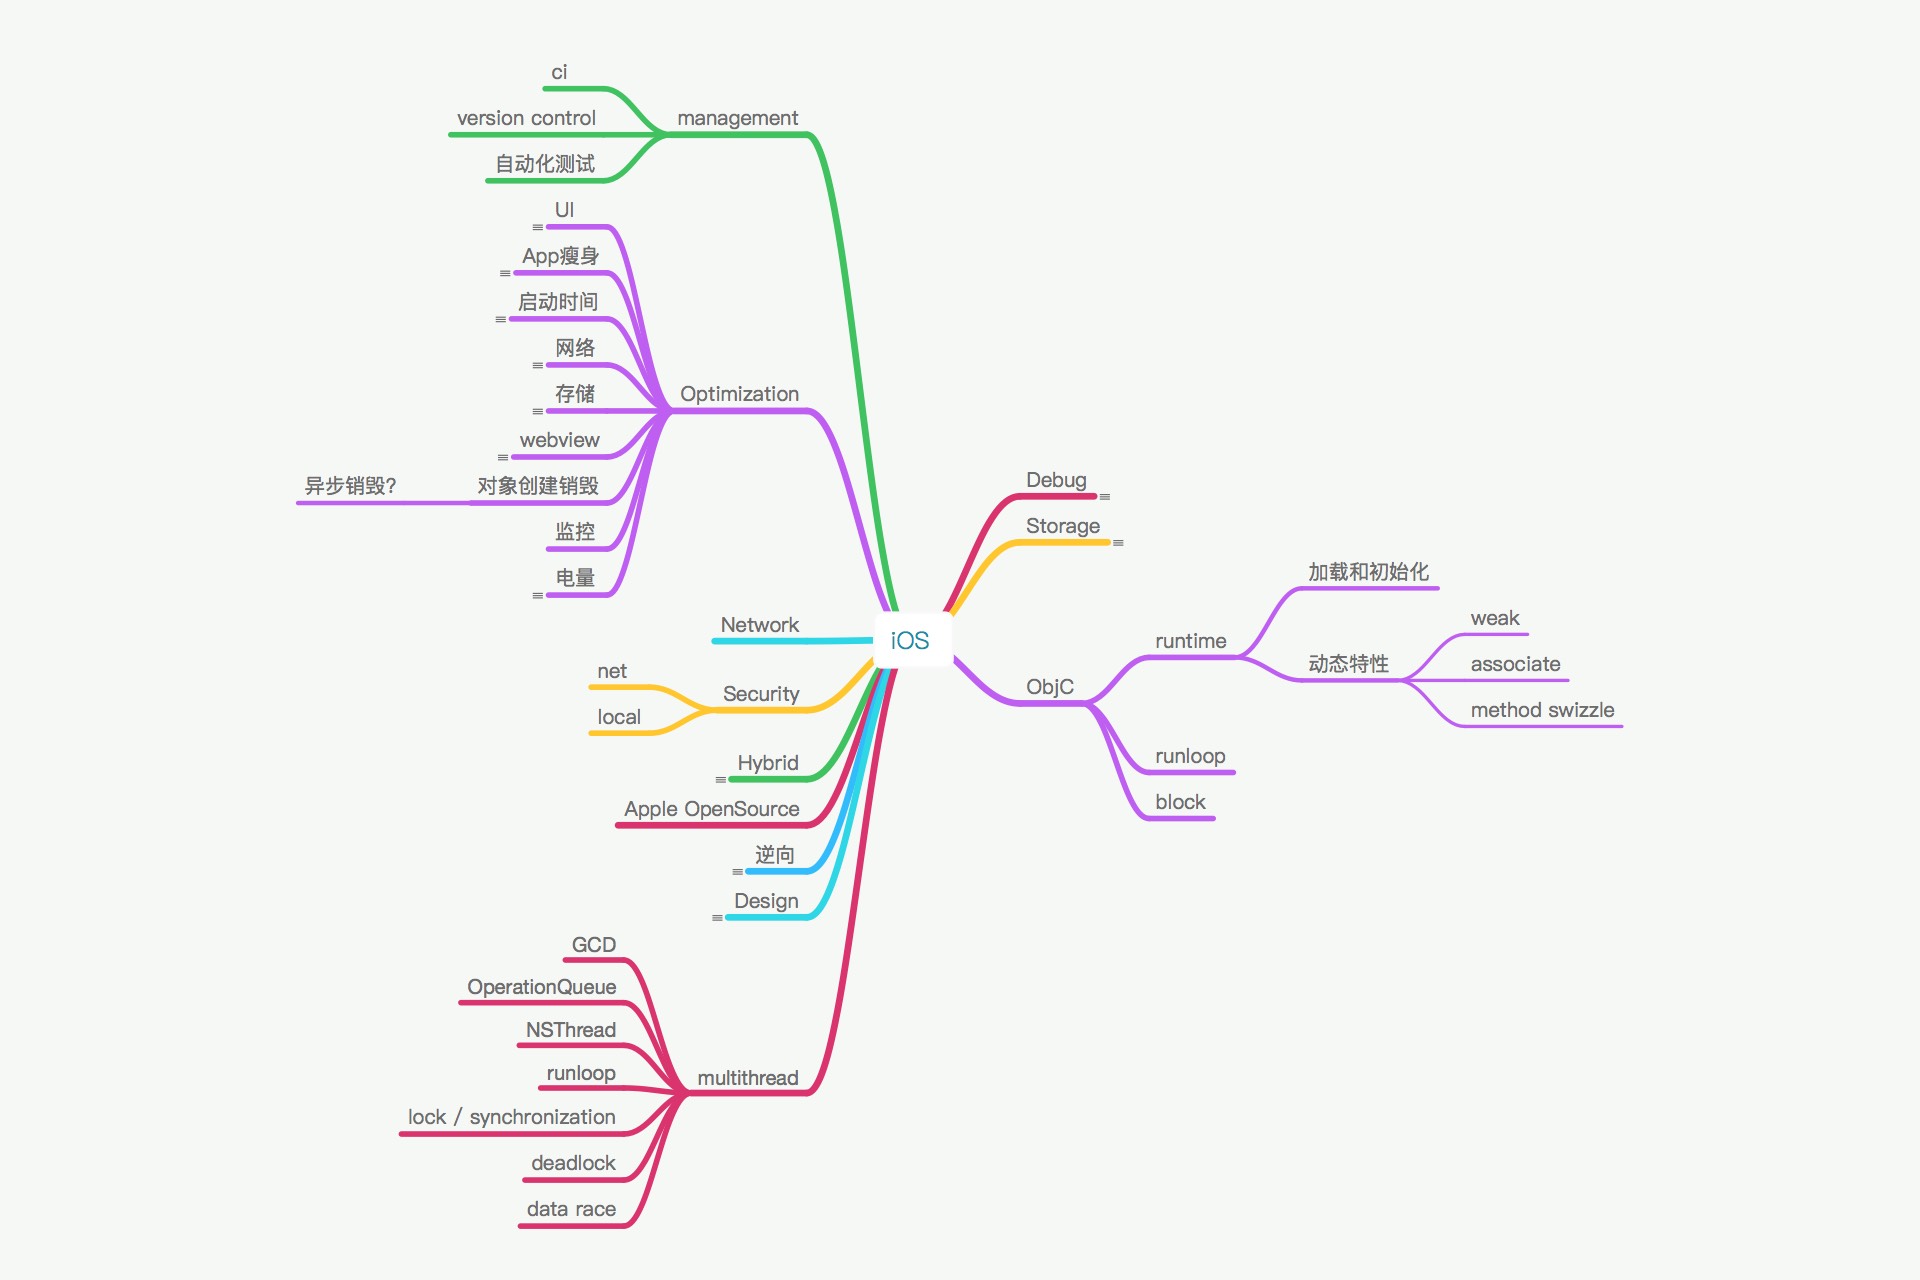 ci
version control
management
自动化测试
UI
App瘦身
启动时间
网络
存储
Optimization
webview
异步销毁?
对象创建销毁
监控
电量
Network
net
Security
local
Hybrid
Apple OpenSource
逆向
Design
GCD
OperationQueue
NSThread
runloop
multithread
lock / synchronization
deadlock
data race
iOS
Debug
Storage
ObjC
runtime
加载和初始化
动态特性
weak
associate
method swizzle
runloop
block